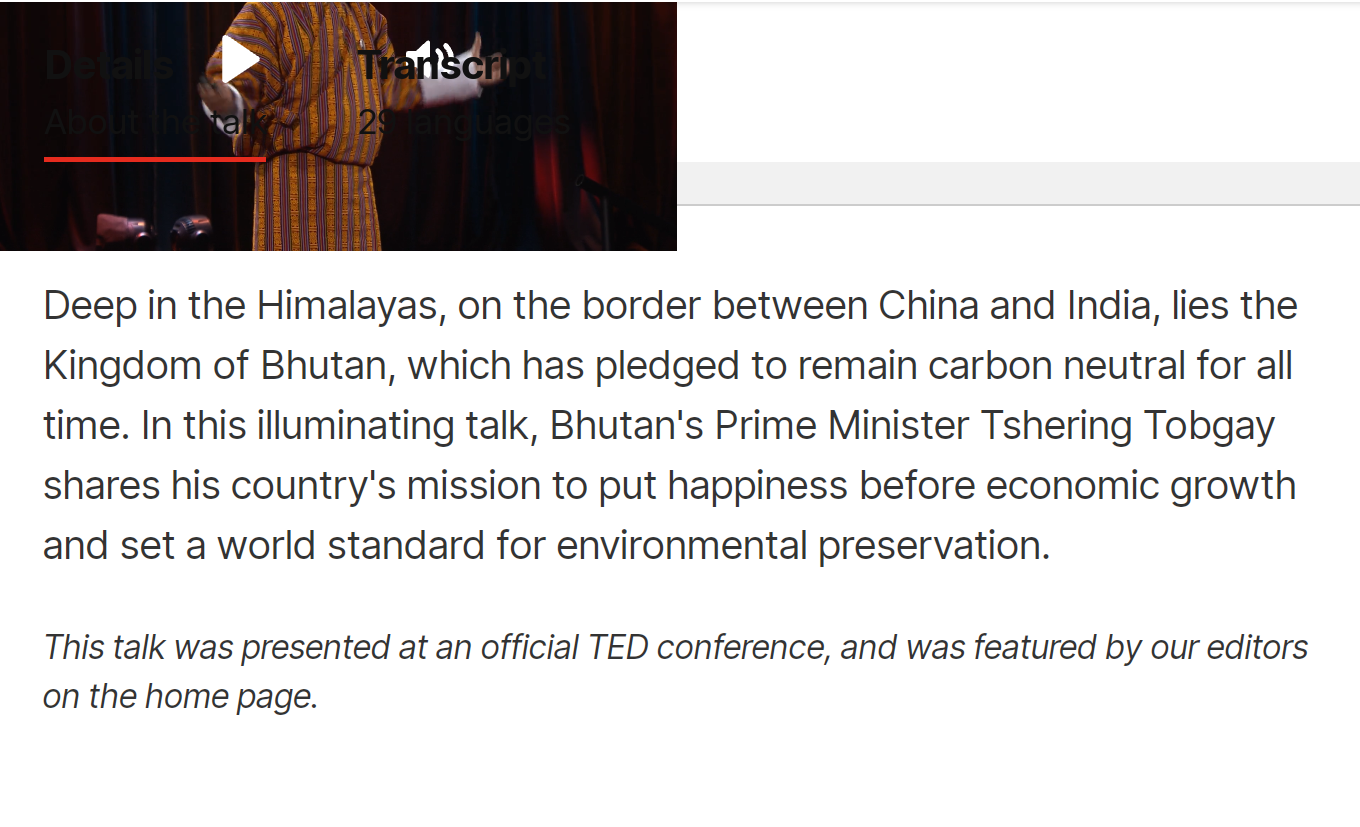 Details
Transcript
About the talk
29 languages
Deep in the Himalayas, on the border between China and India, lies the
Kingdom of Bhutan, which has pledged to remain carbon neutral for all
time. In this illuminating talk, Bhutan's Prime Minister Tshering Tobgay
shares his country's mission to put happiness before economic growth
and set a world standard for environmental preservation.
This talk was presented at an official TED conference, and was featured by our editors
on the home page.